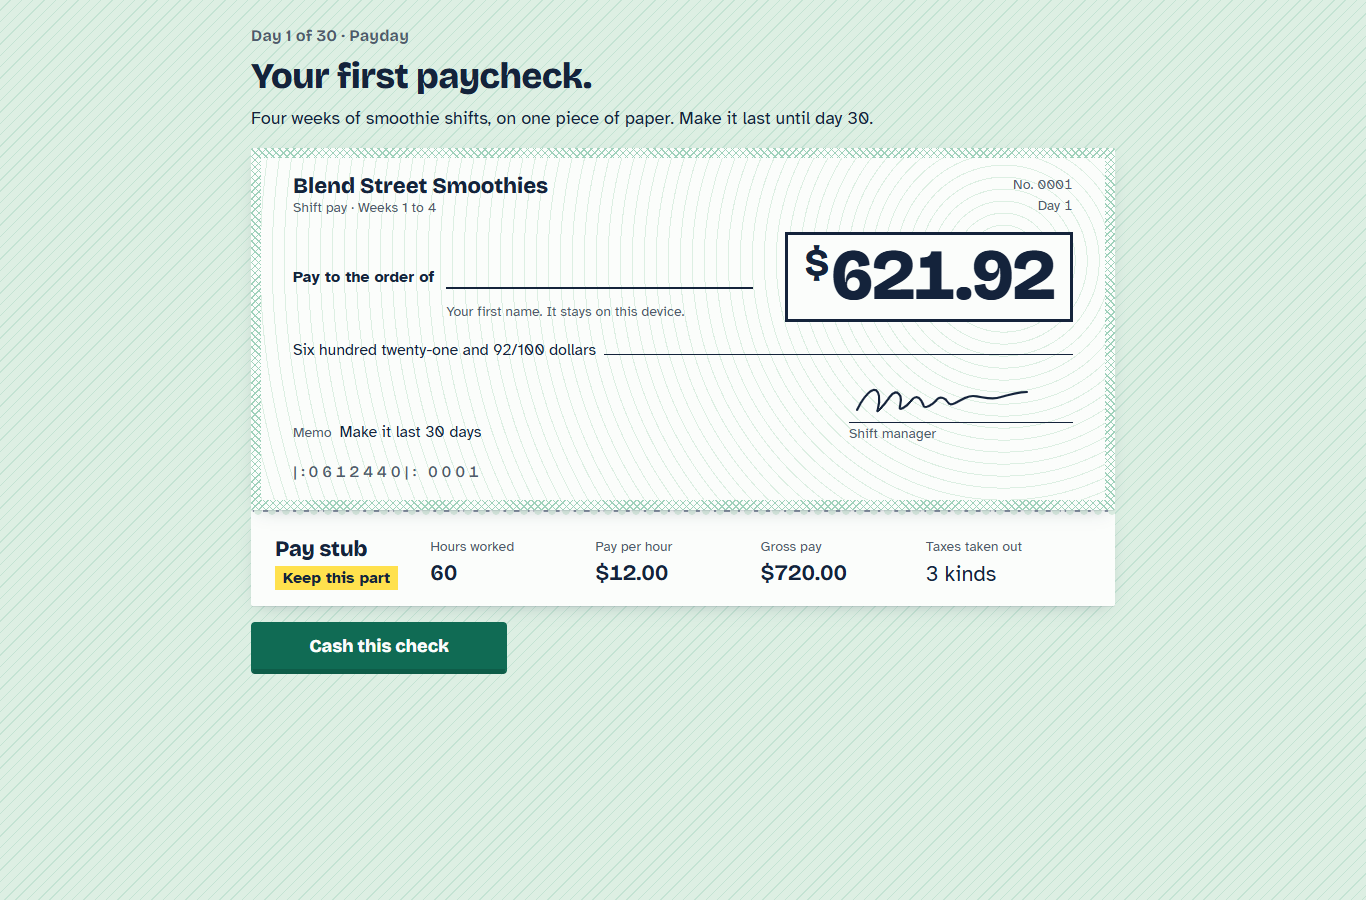 Day 1 of 30 · Payday
Your first paycheck.
Four weeks of smoothie shifts, on one piece of paper. Make it last until day 30.
Blend Street Smoothies
No. 0001
Shift pay · Weeks 1 to 4
Day 1
Pay to the order of
$621.92
Your first name. It stays on this device.
Six hundred twenty-one and 92/100 dollars
Memo Make it last 30 days
Shift manager
|:0612440|: 0001
Pay stub
Keep this part
Hours worked
60
Pay per hour
$12.00
Gross pay
$720.00
Taxes taken out
3 kinds
Cash this check